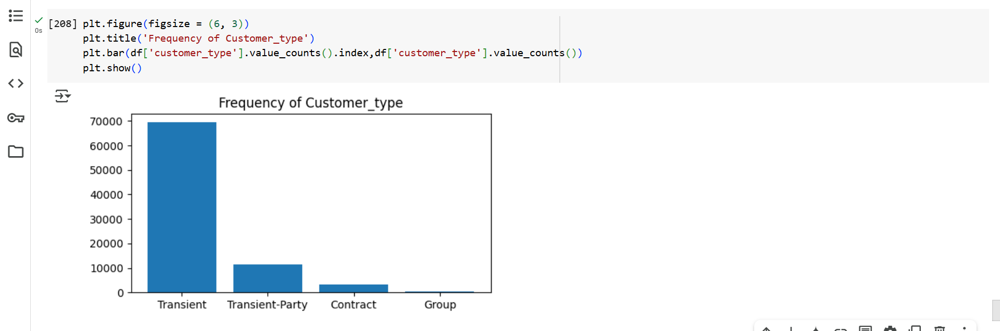 [208] plt.figure(figsize = (6, 3))
0s
plt.title('Frequency of Customer_type')
plt.bar(df['customer_type'].value_counts().index,df['customer_type'].value_counts())
plt.show()
Frequency of Customer_type
70000
60000
50000
40000
30000
20000
10000
0
Transient Transient-Party Contract Group